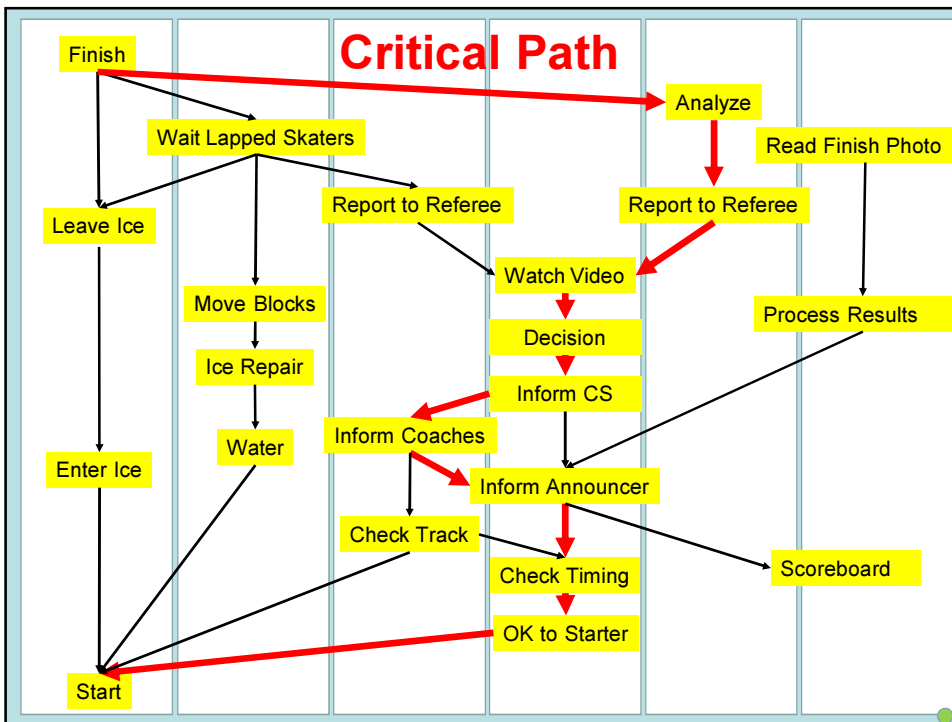 Critical Path
Finish
Analyze
Wait Lapped Skaters
Read Finish Photo
Leave Ice
Report to Referee
Report to Referee
Watch Video
Move Blocks
Process Results
Decision
Ice Repair
Inform CS
Inform Coaches
Water
Enter Ice
Inform Announcer
Check Track
Check Timing
Scoreboard
OK to Starter
Start